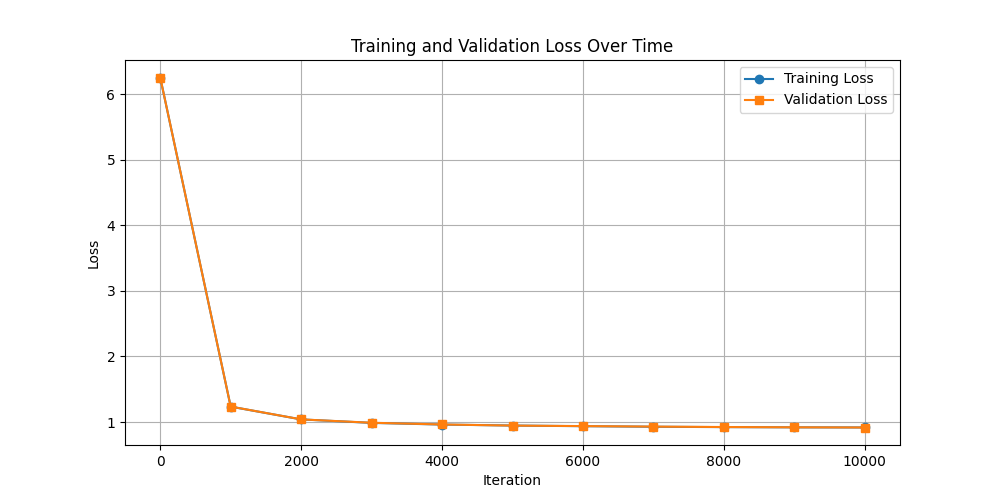 Training and Validation Loss Over Time
Training Loss
Validation Loss
6
5
4
3
2
1
Loss
0
2000
4000
6000
8000
10000
Iteration